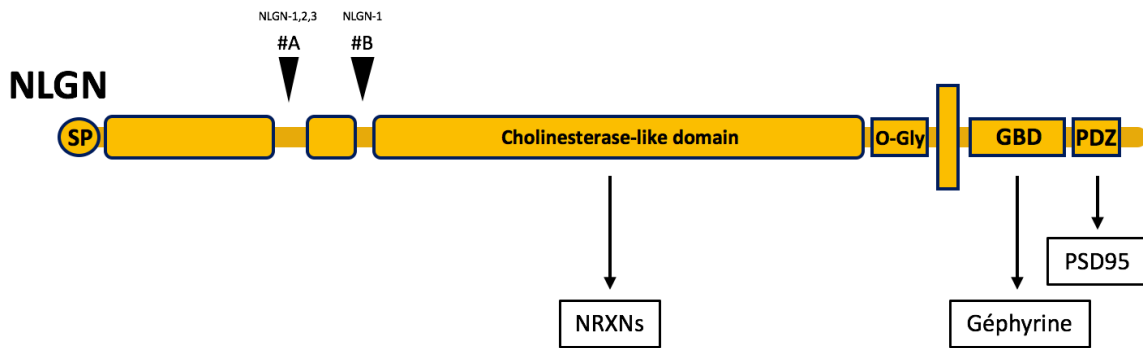 NLGN-1,2,3
NLGN-1
#A
#B
NLGN
SP
Cholinesterase-like domain
O-Gly
GBD
PDZ
PSD95
NRXNs
Géphyrine